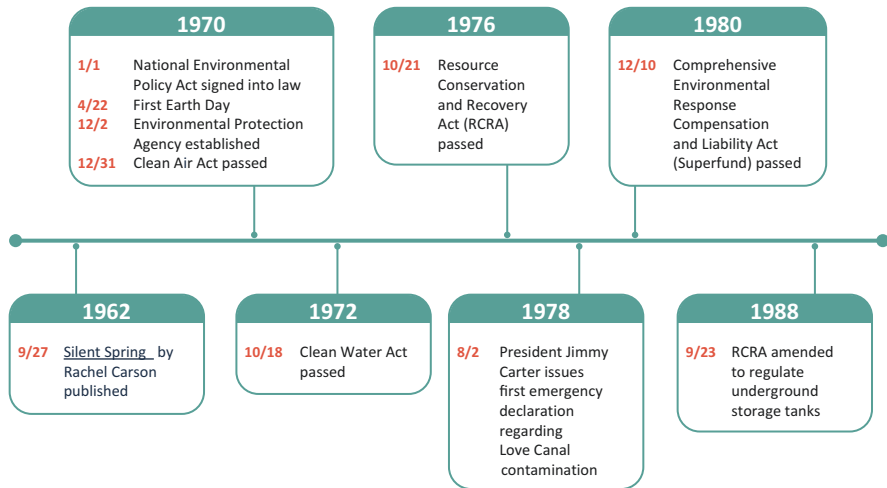 1970
1/1 National Environmental
Policy Act signed into law
4/22 First Earth Day
12/2 Environmental Protection
Agency established
12/31 Clean Air Act passed
1976
10/21 Resource
Conservation
and Recovery
Act (RCRA)
passed
1980
12/10 Comprehensive
Environmental
Response
Compensation
and Liability Act
(Superfund) passed
1962
9/27 Silent Spring by
Rachel Carson
published
1972
10/18 Clean Water Act
passed
1978
8/2 President Jimmy
Carter issues
first emergency
declaration
regarding
Love Canal
contamination
1988
9/23 RCRA amended
to regulate
underground
storage tanks